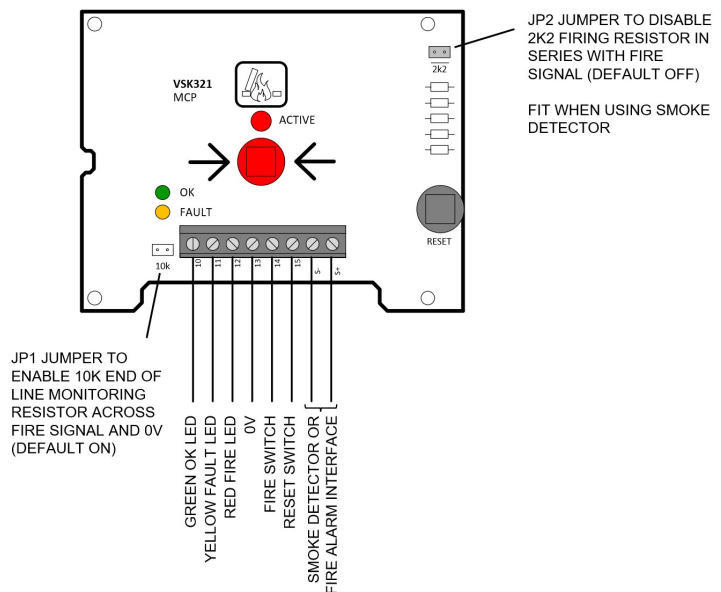 JP2 JUMPER TO DISABLE
2K2 FIRING RESISTOR IN
SERIES WITH FIRE
SIGNAL (DEFAULT OFF)
FIT WHEN USING SMOKE
DETECTOR
2k2
VSK321
MCP
ACTIVE
OK
FAULT
RESET
10k
10
11
12
13
14
15
S-
S+
JP1 JUMPER TO
ENABLE 10K END OF
LINE MONITORING
RESISTOR ACROSS
FIRE SIGNAL AND 0V
(DEFAULT ON)
GREEN OK LED
YELLOW FAULT LED
RED FIRE LED
0V
FIRE SWITCH
RESET SWITCH
SMOKE DETECTOR OR
FIRE ALARM INTERFACE